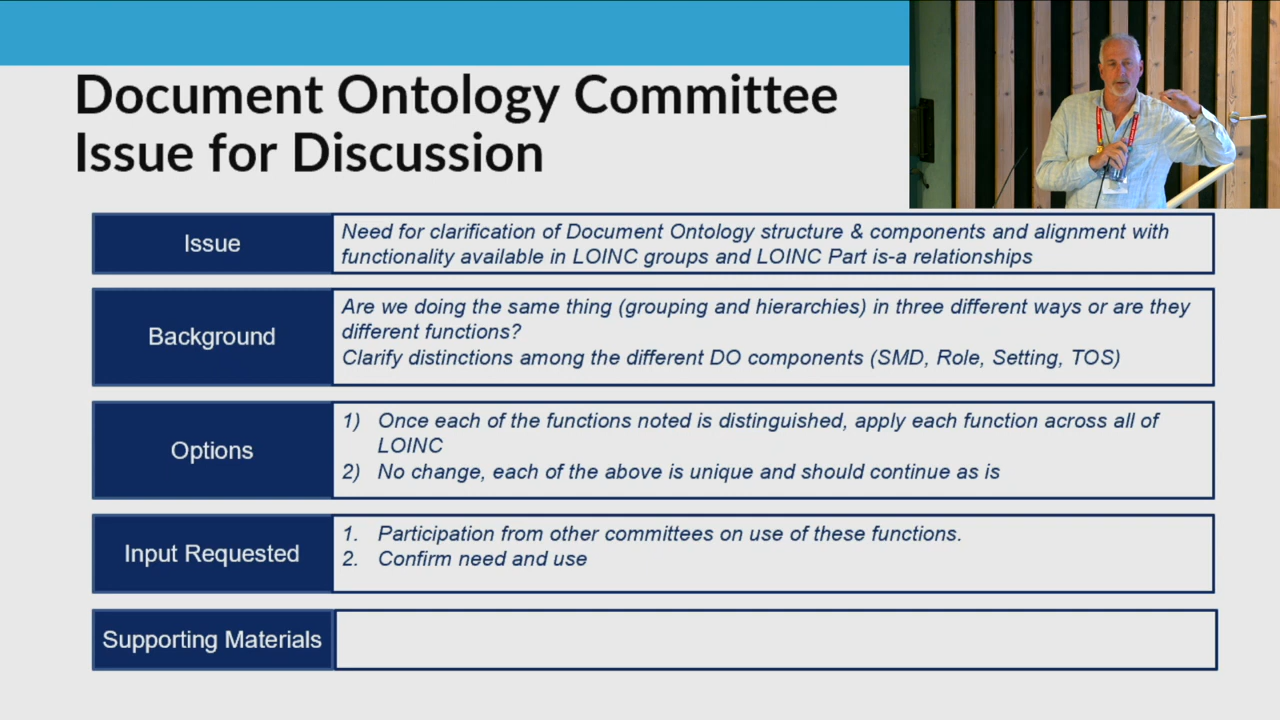 Document Ontology Committee
Issue for Discussion
Issue
Need for clarification of Document Ontology structure & components and alignment with
functionality available in LOINC groups and LOINC Part is-a relationships
Background
Are we doing the same thing (grouping and hierarchies) in three different ways or are they
different functions?
Clarify distinctions among the different DO components (SMD, Role, Setting, TOS)
Options
1) Once each of the functions noted is distinguished, apply each function across all of
LOINC
2) No change, each of the above is unique and should continue as is
Input Requested
1. Participation from other committees on use of these functions.
2. Confirm need and use
Supporting Materials